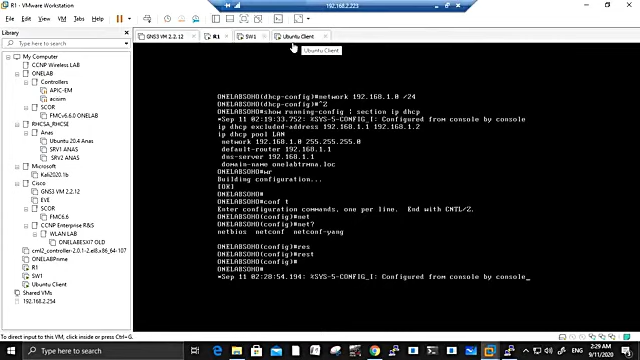 R1 - VMware Workstation
192.168.2.223
File Edit View VM Tabs Help
Library
Type here to search
My Computer
CCNP Wireless LAB
ONELAB
Controllers
APIC-EM
acsim
SCOR
FMCv6.6.0 ONELAB
RHCSA_RHCSE
Anas
Ubuntu 20.4 Anas
SRV1 ANAS
SRV2 ANAS
Microsoft
Kali2020.1b
Cisco
GNS3 VM 2.2.12
EVE
SCOR
FMC6.6
CCNP Enterprise R&S
WLAN LAB
ONELABESXI7 OLD
cml2_controller-2.0.1-2.el8.x86_64-107)
ONELABPrime
R1
SW1
Ubuntu Client
Shared VMs
192.168.2.254
GNS3 VM 2.2.12
R1
SW1
Ubuntu Client
Ubuntu Client
ONELABSOHO(dhcp-config)#network 192.168.1.0 /24
ONELABSOHO(dhcp-config)#^Z
ONELABSOHO#show running-config | section ip dhcp
*Sep 11 02:19:33.752: %SYS-5-CONFIG_I: Configured from console by console
ip dhcp excluded-address 192.168.1.1 192.168.1.2
ip dhcp pool LAN
network 192.168.1.0 255.255.255.0
default-router 192.168.1.1
dns-server 192.168.1.1
domain-name onelabtrmna.loc
ONELABSOHO#wr
Building configuration...
[OK]
ONELABSOHO#
ONELABSOHO#conf t
Enter configuration commands, one per line. End with CNTL/Z.
ONELABSOHO(config)#net
ONELABSOHO(config)#net?
netbios netconf netconf-yang
ONELABSOHO(config)#res
ONELABSOHO(config)#rest
ONELABSOHO(config)#
ONELABSOHO#
*Sep 11 02:28:54.194: %SYS-5-CONFIG_I: Configured from console by console_
To direct input to this VM, click inside or press Ctrl+G.
Type here to search
ENG
2:29 AM
9/11/2020